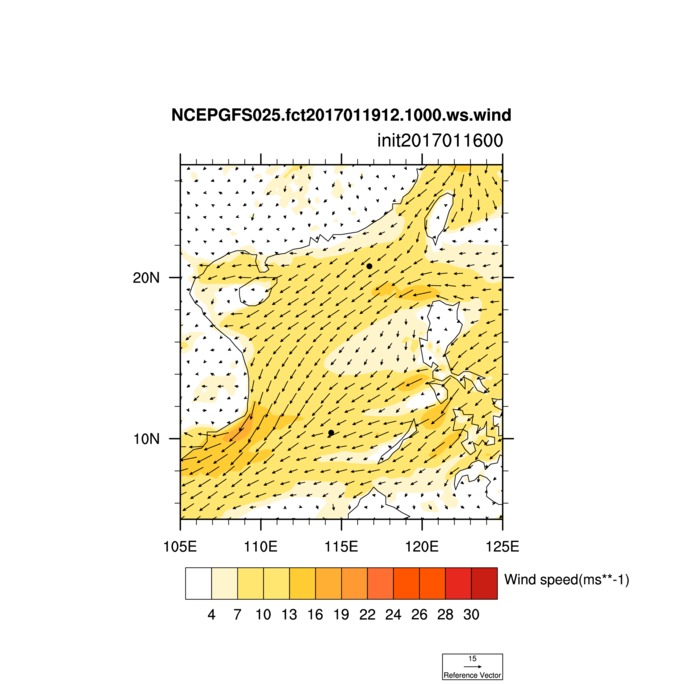 NCEPGFS025.fct2017011912.1000.ws.wind
init2017011600
20N
10N
105E 110E 115E 120E 125E
Wind speed(ms**-1)
4 7 10 13 16 19 22 24 26 28 30
15
Reference Vector